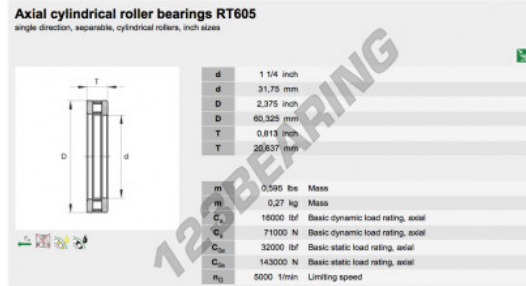 Axial cylindrical roller bearings RT605
single direction, separable, cylindrical rollers, inch sizes
T
D
d
d 1 1/4 inch
d 31,75 mm
D 2,375 inch
D 60,325 mm
T 0,813 inch
T 20,637 mm
m 0,595 lbs Mass
m 0,27 kg Mass
Ca 16000 lbf Basic dynamic load rating, axial
Ca 71000 N Basic dynamic load rating, axial
C0a 32000 lbf Basic static load rating, axial
C0a 143000 N Basic static load rating, axial
nG 5000 1/min Limiting speed
123BEARING